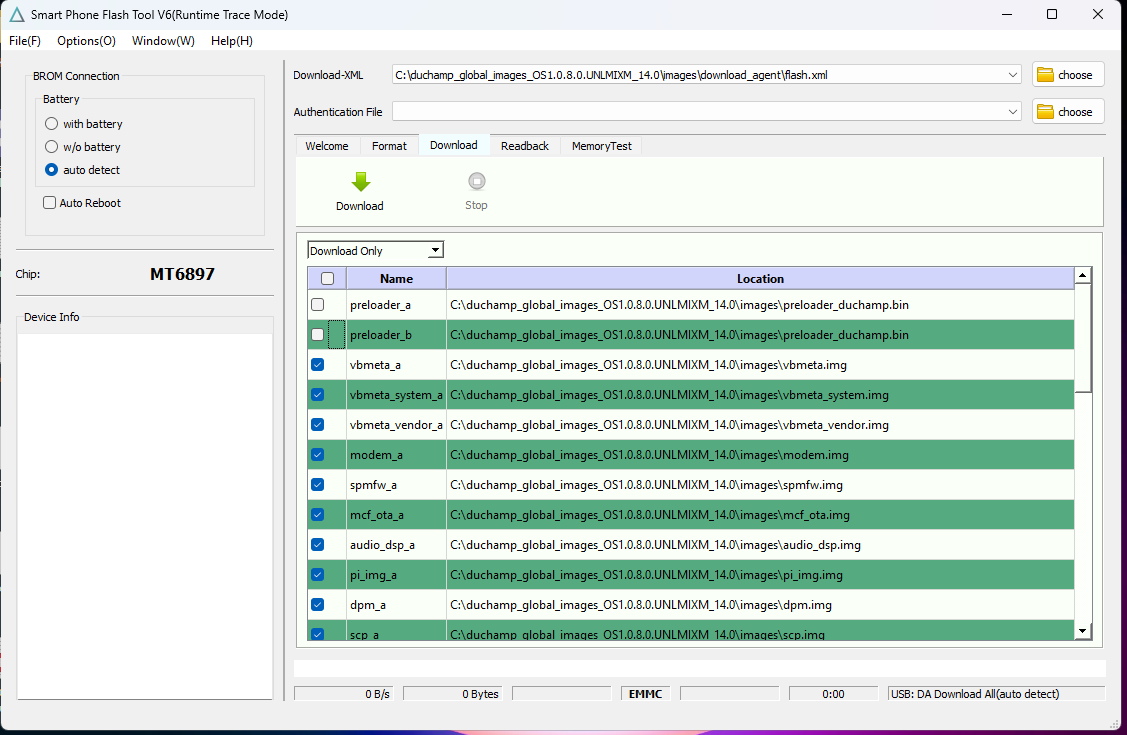 Smart Phone Flash Tool V6(Runtime Trace Mode)
File(F) Options(O) Window(W) Help(H)
BROM Connection
Battery
with battery
w/o battery
auto detect
Auto Reboot
Chip: MT6897
Device Info
Download-XML C:\duchamp_global_images_OS1.0.8.0.UNLMIXM_14.0\images\download_agent\flash.xml choose
Authentication File choose
Welcome Format Download Readback MemoryTest
Download Stop
Download Only
Name Location
preloader_a C:\duchamp_global_images_OS1.0.8.0.UNLMIXM_14.0\images\preloader_duchamp.bin
preloader_b C:\duchamp_global_images_OS1.0.8.0.UNLMIXM_14.0\images\preloader_duchamp.bin
vbmeta_a C:\duchamp_global_images_OS1.0.8.0.UNLMIXM_14.0\images\vbmeta.img
vbmeta_system_a C:\duchamp_global_images_OS1.0.8.0.UNLMIXM_14.0\images\vbmeta_system.img
vbmeta_vendor_a C:\duchamp_global_images_OS1.0.8.0.UNLMIXM_14.0\images\vbmeta_vendor.img
modem_a C:\duchamp_global_images_OS1.0.8.0.UNLMIXM_14.0\images\modem.img
spmfw_a C:\duchamp_global_images_OS1.0.8.0.UNLMIXM_14.0\images\spmfw.img
mcf_ota_a C:\duchamp_global_images_OS1.0.8.0.UNLMIXM_14.0\images\mcf_ota.img
audio_dsp_a C:\duchamp_global_images_OS1.0.8.0.UNLMIXM_14.0\images\audio_dsp.img
pi_img_a C:\duchamp_global_images_OS1.0.8.0.UNLMIXM_14.0\images\pi_img.img
dpm_a C:\duchamp_global_images_OS1.0.8.0.UNLMIXM_14.0\images\dpm.img
scp_a C:\duchamp_global_images_OS1.0.8.0.UNLMIXM_14.0\images\scp.img
0 B/s 0 Bytes EMMC 0:00 USB: DA Download All(auto detect)